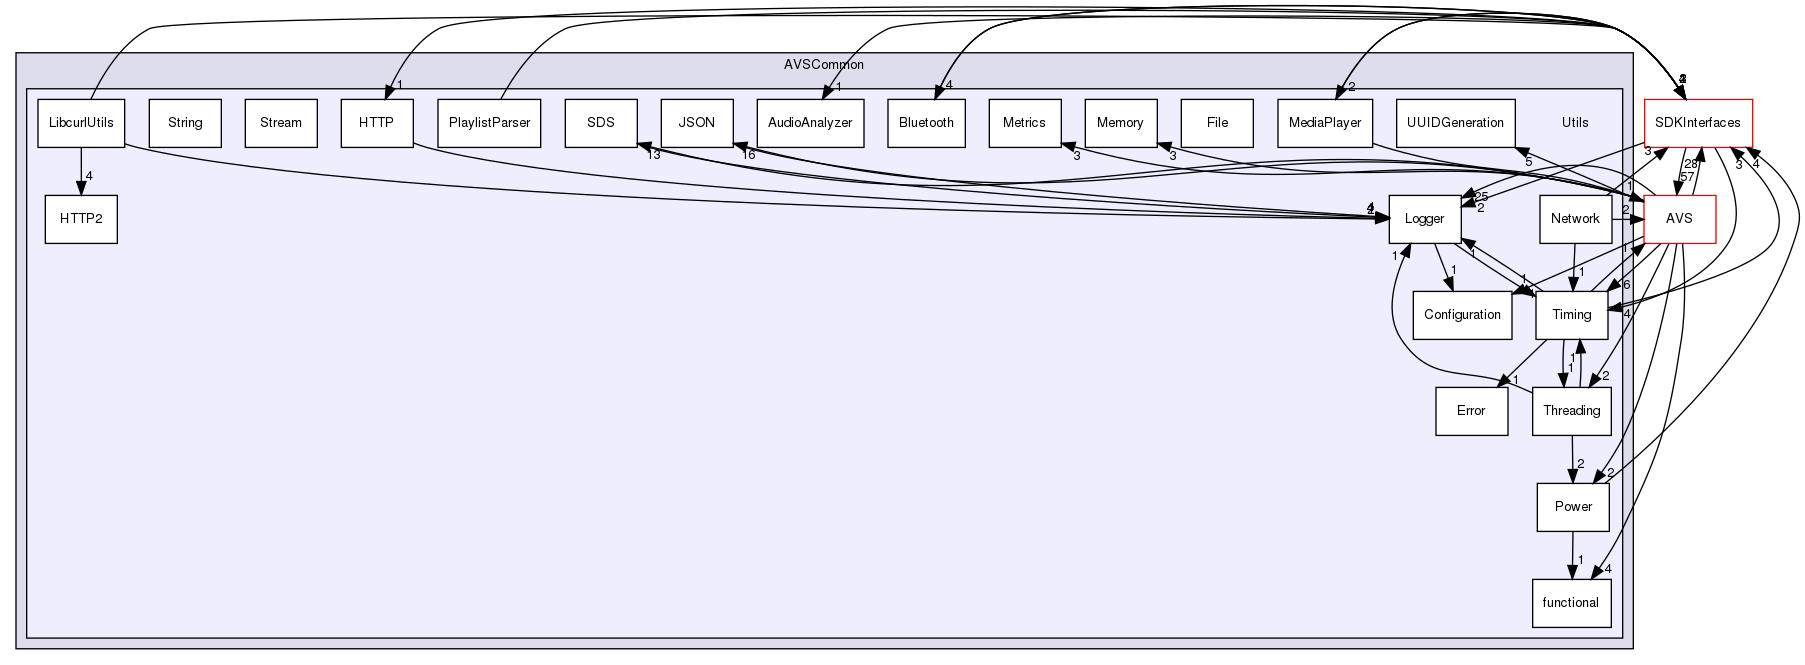 AVSCommon
1
4
1
2
LibcurlUtils
String
Stream
HTTP
PlaylistParser
SDS
JSON
AudioAnalyzer
Bluetooth
Metrics
Memory
File
MediaPlayer
UUIDGeneration
Utils
SDKInterfaces
13
16
3
3
5
3
28
3
4
4
57
1
25
2
2
HTTP2
Logger
Network
AVS
1
1
1
1
1
1
6
4
Configuration
Timing
1
1
1
2
Error
Threading
2
2
Power
1
4
functional